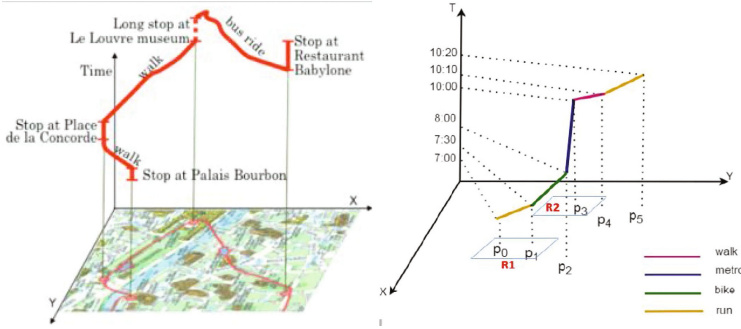 Long stop at
Le Louvre museum
bus ride
Stop at
Restaurant
Babylone
Time
walk
Stop at Place
de la Concorde
walk
Stop at Palais Bourbon
X
Y
T
10:20
10:10
10:00
8:00
7:30
7:00
Y
R2
p3
p4
p5
p0
p1
R1
p2
X
walk
metro
bike
run